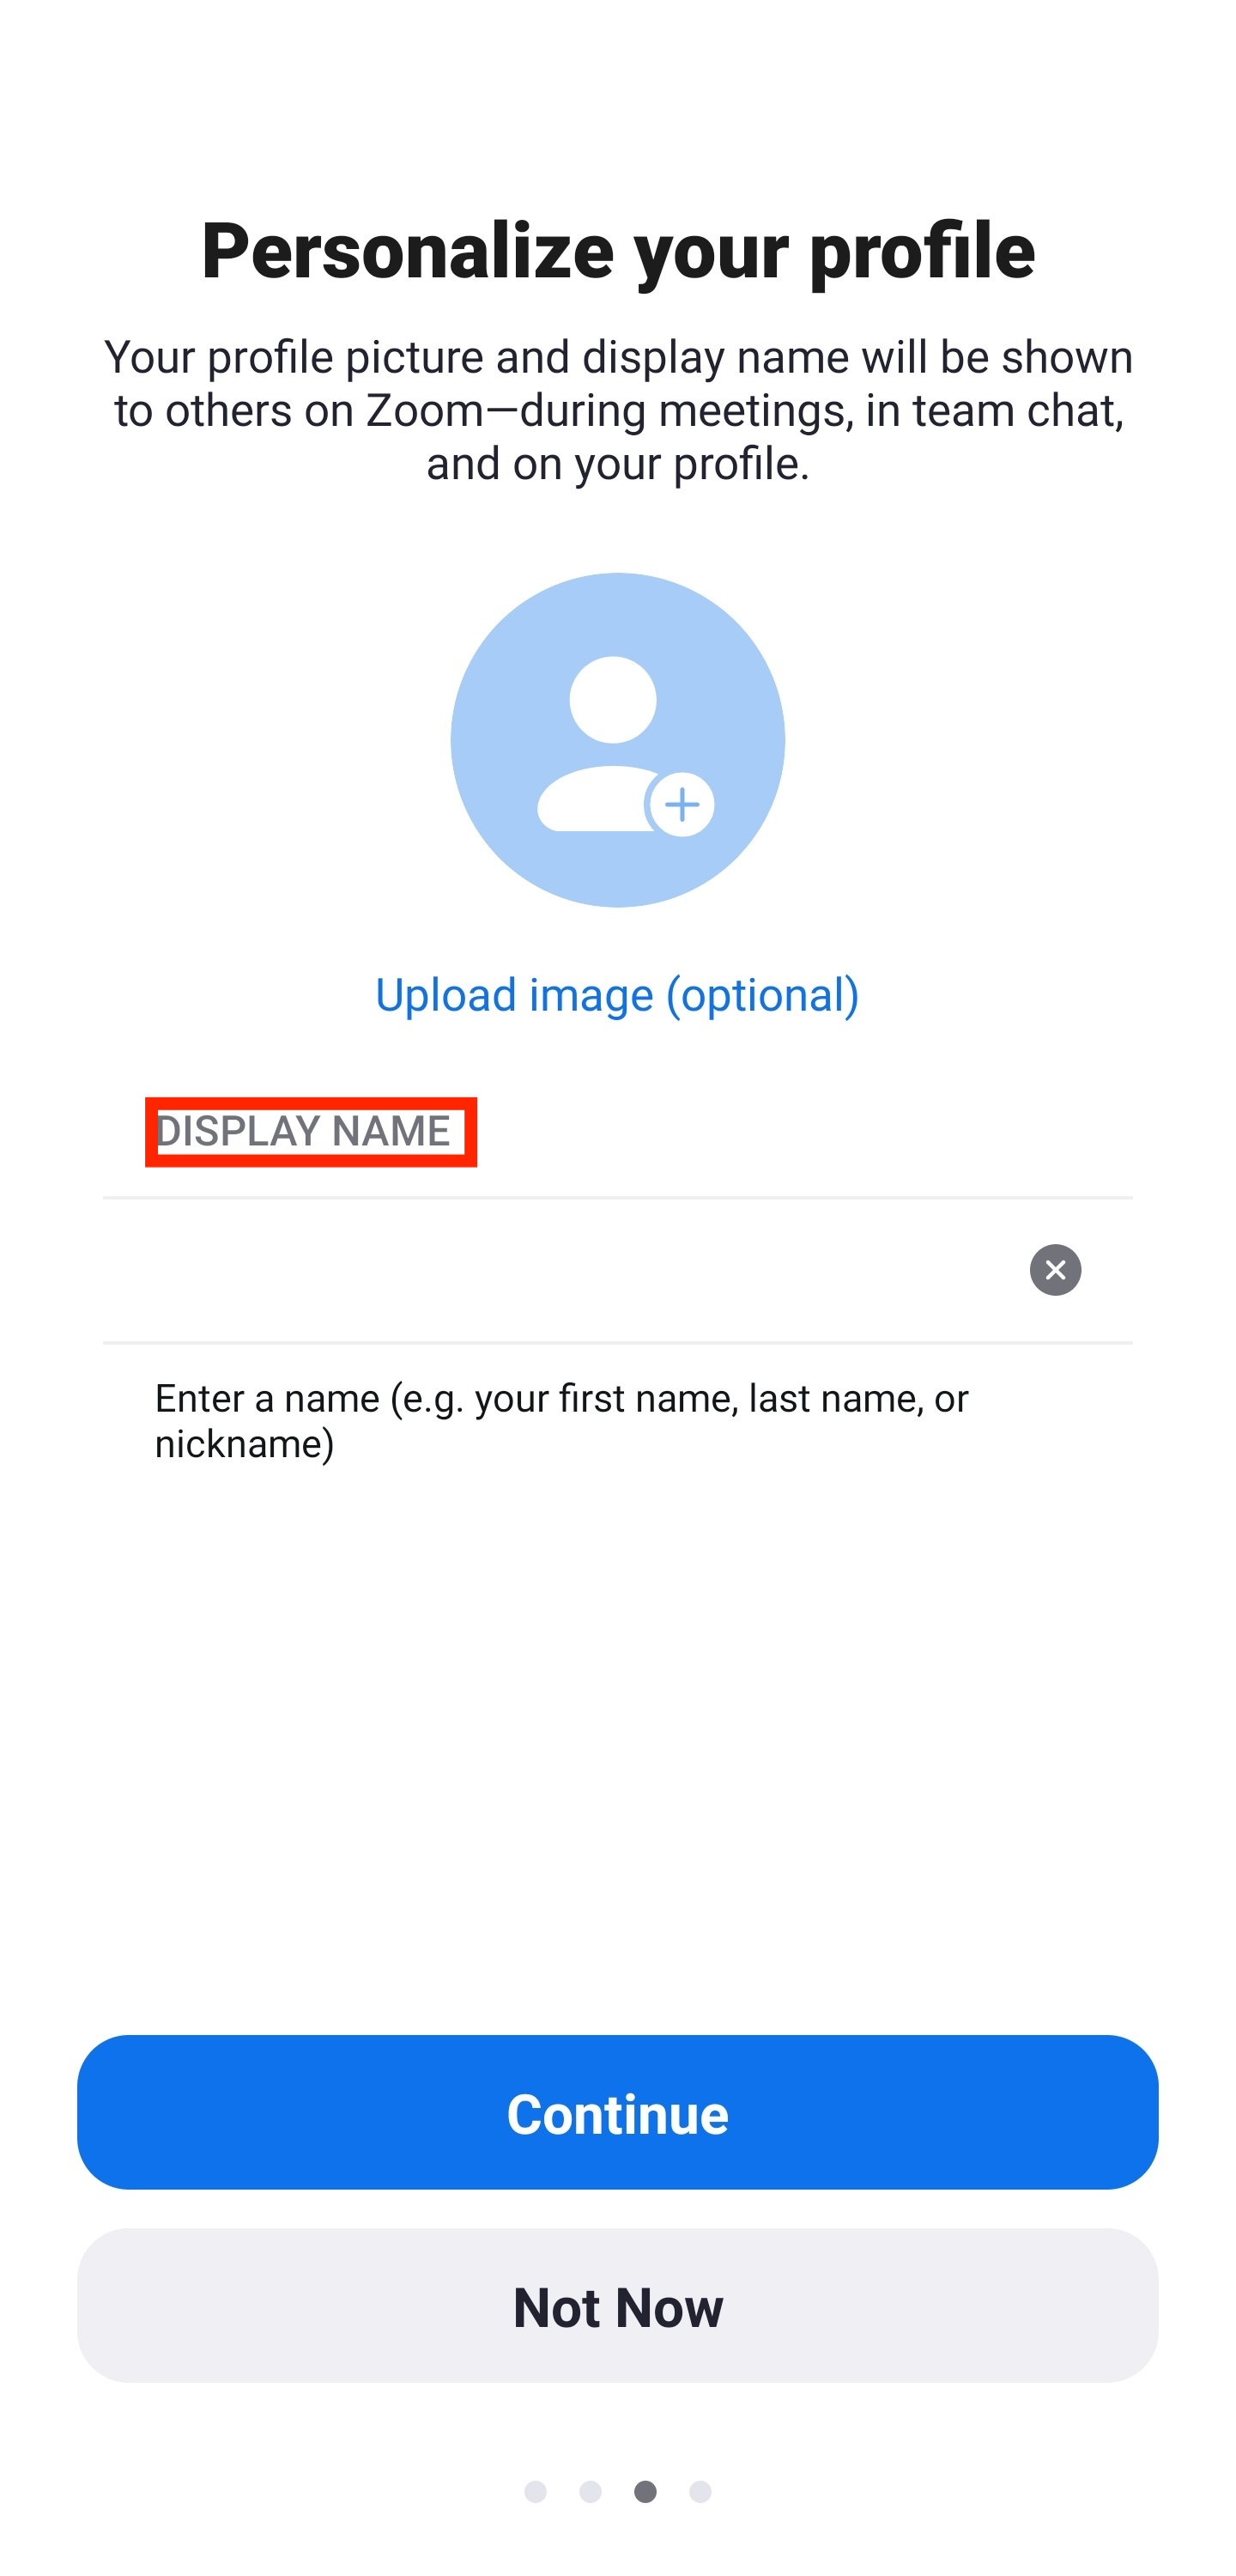 Personalize your profile
Your profile picture and display name will be shown
to others on Zoom—during meetings, in team chat,
and on your profile.
Upload image (optional)
DISPLAY NAME
Enter a name (e.g. your first name, last name, or
nickname)
Continue
Not Now